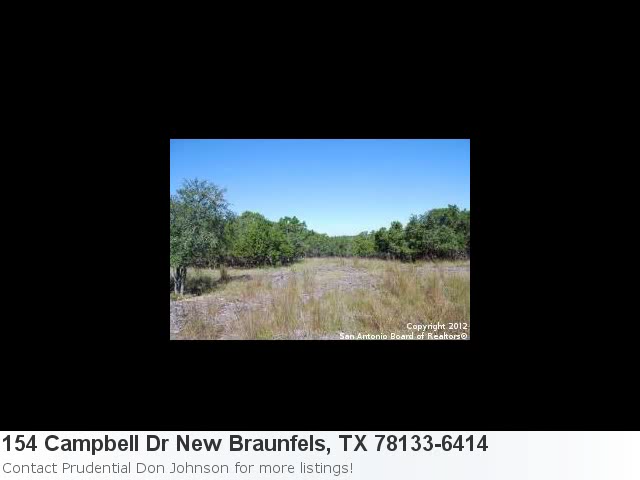 Copyright 2012
San Antonio Board of Realtors®
154 Campbell Dr New Braunfels, TX 78133-6414
Contact Prudential Don Johnson for more listings!